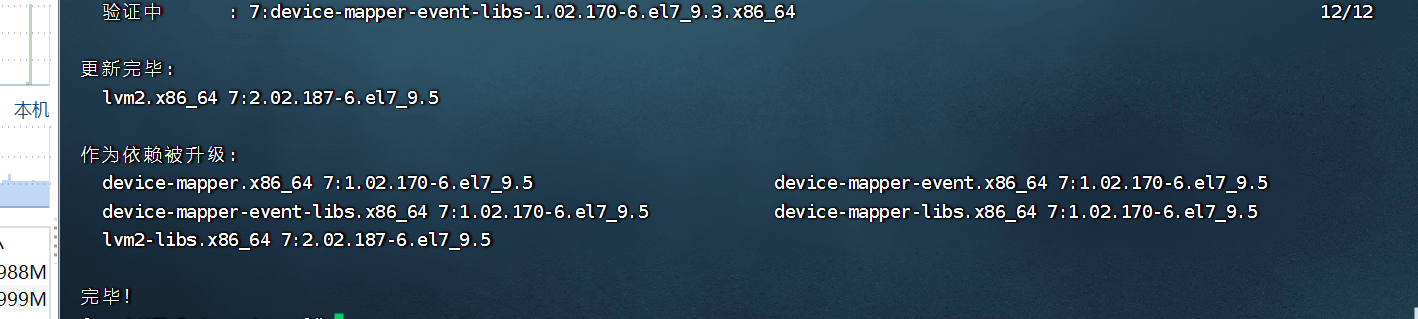 验证中 : 7:device-mapper-event-libs-1.02.170-6.el7_9.3.x86_64 12/12
更新完毕:
lvm2.x86_64 7:2.02.187-6.el7_9.5
作为依赖被升级:
device-mapper.x86_64 7:1.02.170-6.el7_9.5 device-mapper-event.x86_64 7:1.02.170-6.el7_9.5
device-mapper-event-libs.x86_64 7:1.02.170-6.el7_9.5 device-mapper-libs.x86_64 7:1.02.170-6.el7_9.5
lvm2-libs.x86_64 7:2.02.187-6.el7_9.5
完毕!
本机
988M
999M